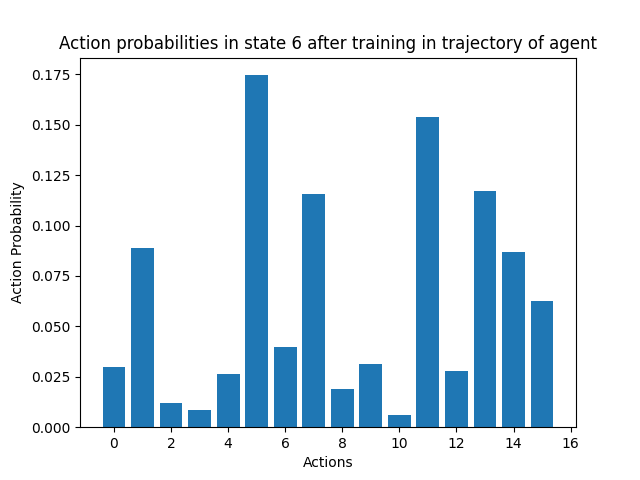 Action probabilities in state 6 after training in trajectory of agent
0.175
0.150
0.125
0.100
0.075
0.050
0.025
0.000
Action Probability
0 2 4 6 8 10 12 14 16
Actions